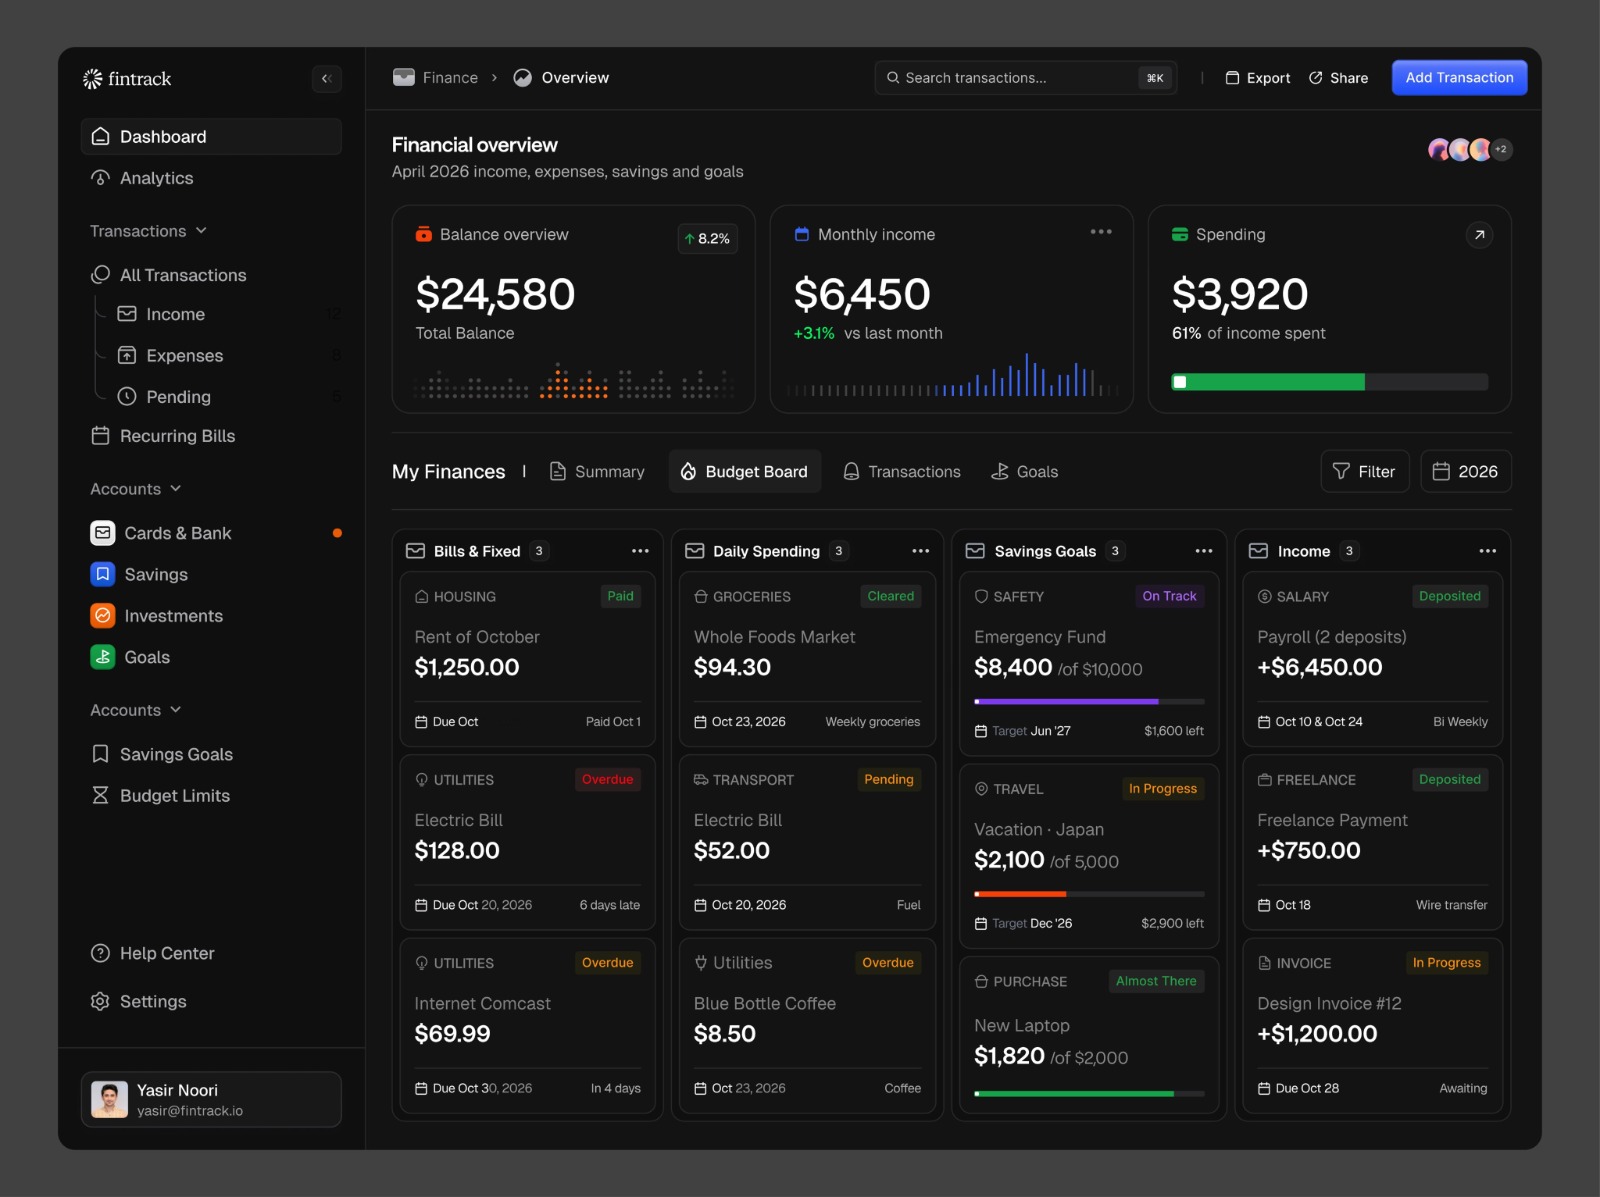 fintrack
Finance › Overview
Search transactions... ⌘K
Export
Share
Add Transaction
Dashboard
Analytics
Transactions
All Transactions
Income 12
Expenses 8
Pending 5
Recurring Bills
Accounts
Cards & Bank
Savings
Investments
Goals
Accounts
Savings Goals
Budget Limits
Help Center
Settings
Yasir Noori
yasir@fintrack.io
Financial overview
April 2026 income, expenses, savings and goals
+2
Balance overview
↑ 8.2%
$24,580
Total Balance
Monthly income
$6,450
+3.1% vs last month
Spending
$3,920
61% of income spent
My Finances
Summary
Budget Board
Transactions
Goals
Filter
2026
Bills & Fixed 3
HOUSING Paid
Rent of October
$1,250.00
Due Oct Paid Oct 1
UTILITIES Overdue
Electric Bill
$128.00
Due Oct 20, 2026 6 days late
UTILITIES Overdue
Internet Comcast
$69.99
Due Oct 30, 2026 In 4 days
Daily Spending 3
GROCERIES Cleared
Whole Foods Market
$94.30
Oct 23, 2026 Weekly groceries
TRANSPORT Pending
Electric Bill
$52.00
Oct 20, 2026 Fuel
Utilities Overdue
Blue Bottle Coffee
$8.50
Oct 23, 2026 Coffee
Savings Goals 3
SAFETY On Track
Emergency Fund
$8,400 /of $10,000
Target Jun '27 $1,600 left
TRAVEL In Progress
Vacation · Japan
$2,100 /of 5,000
Target Dec '26 $2,900 left
PURCHASE Almost There
New Laptop
$1,820 /of $2,000
Income 3
SALARY Deposited
Payroll (2 deposits)
+$6,450.00
Oct 10 & Oct 24 Bi Weekly
FREELANCE Deposited
Freelance Payment
+$750.00
Oct 18 Wire transfer
INVOICE In Progress
Design Invoice #12
+$1,200.00
Due Oct 28 Awaiting